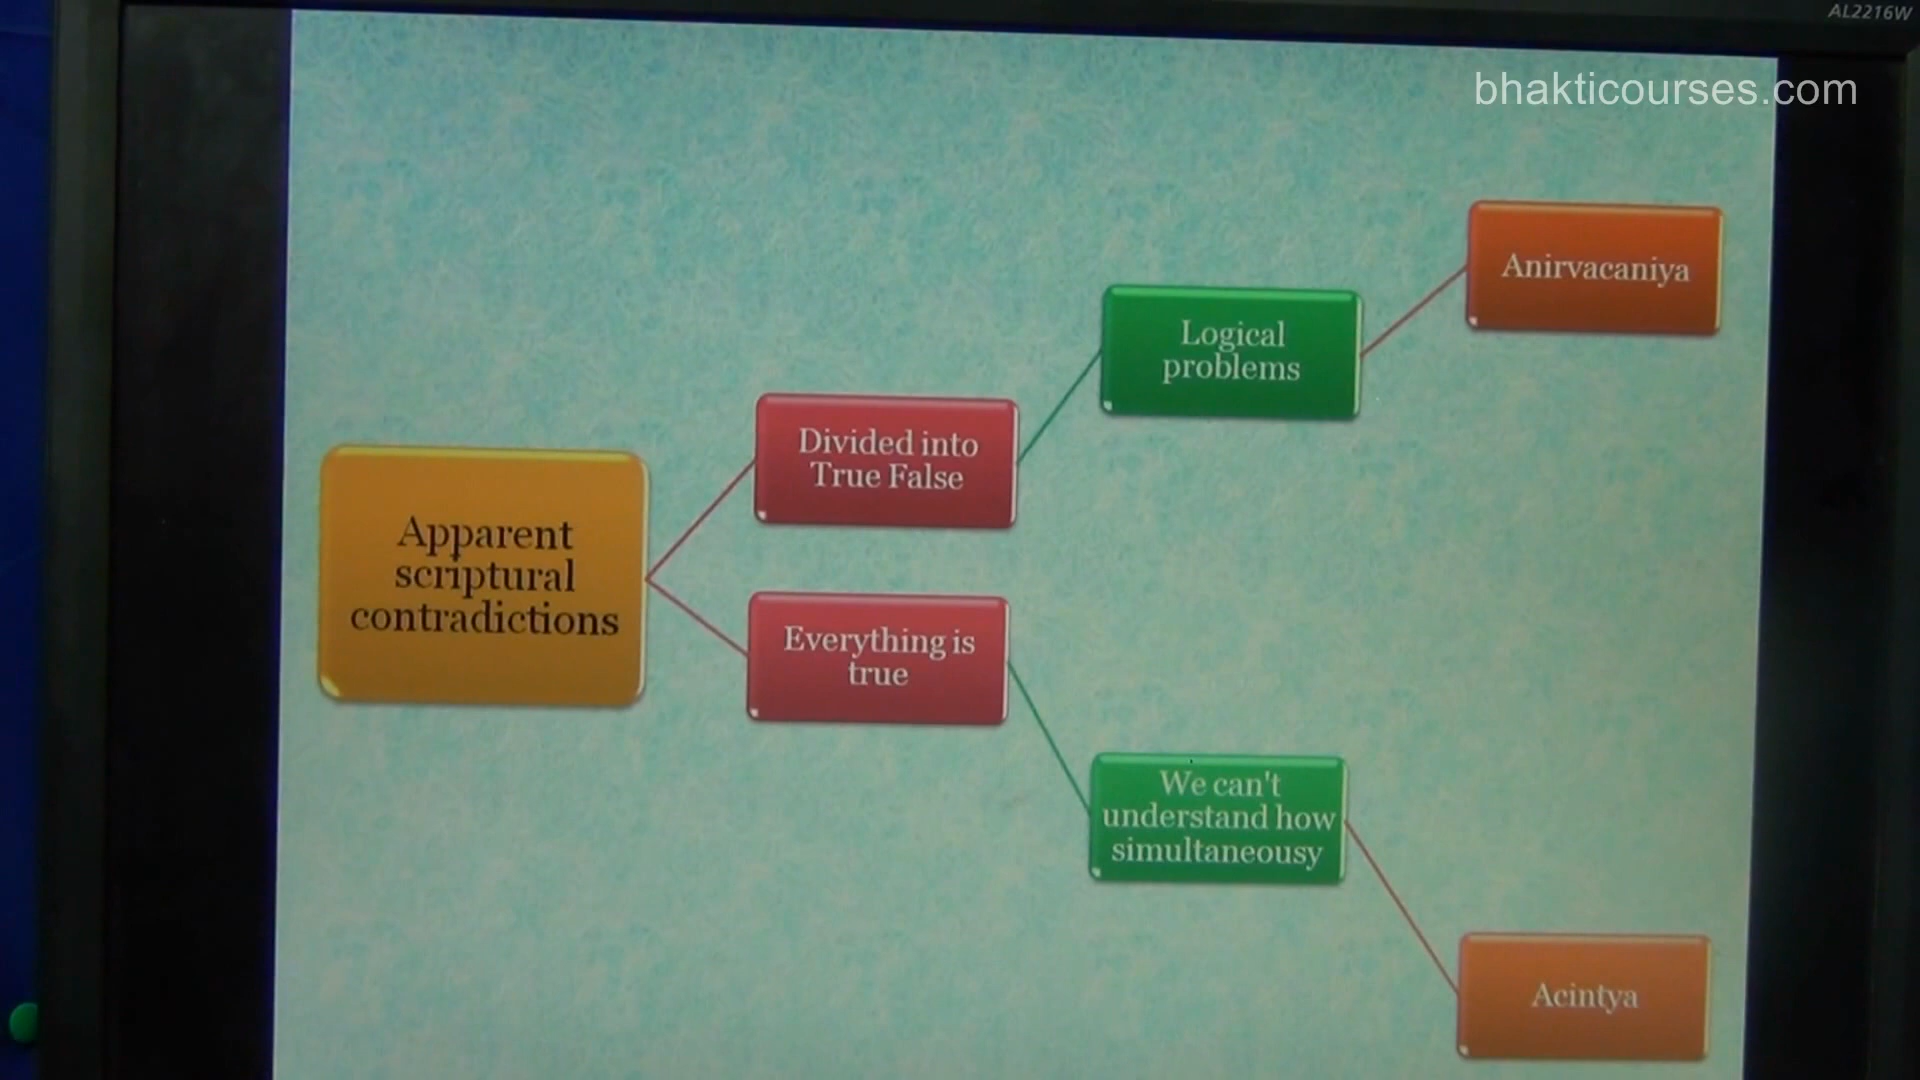 AL2216W
bhakticourses.com
Anirvacaniya
Logical
problems
Divided into
True False
Apparent
scriptural
contradictions
Everything is
true
We can't
understand how
simultaneousy
Acintya